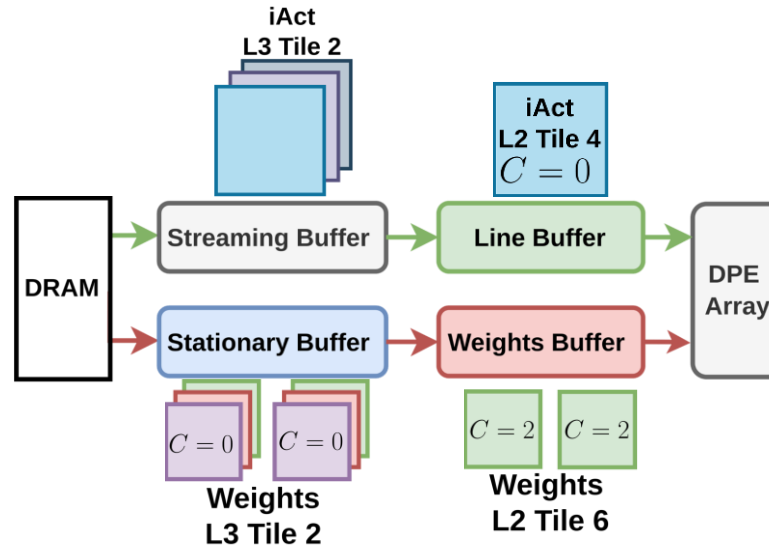 iAct
L3 Tile 2
iAct
L2 Tile 4
C = 0
DRAM
Streaming Buffer
Line Buffer
DPE
Array
Stationary Buffer
Weights Buffer
C = 0
C = 0
C = 2
C = 2
Weights
L3 Tile 2
Weights
L2 Tile 6